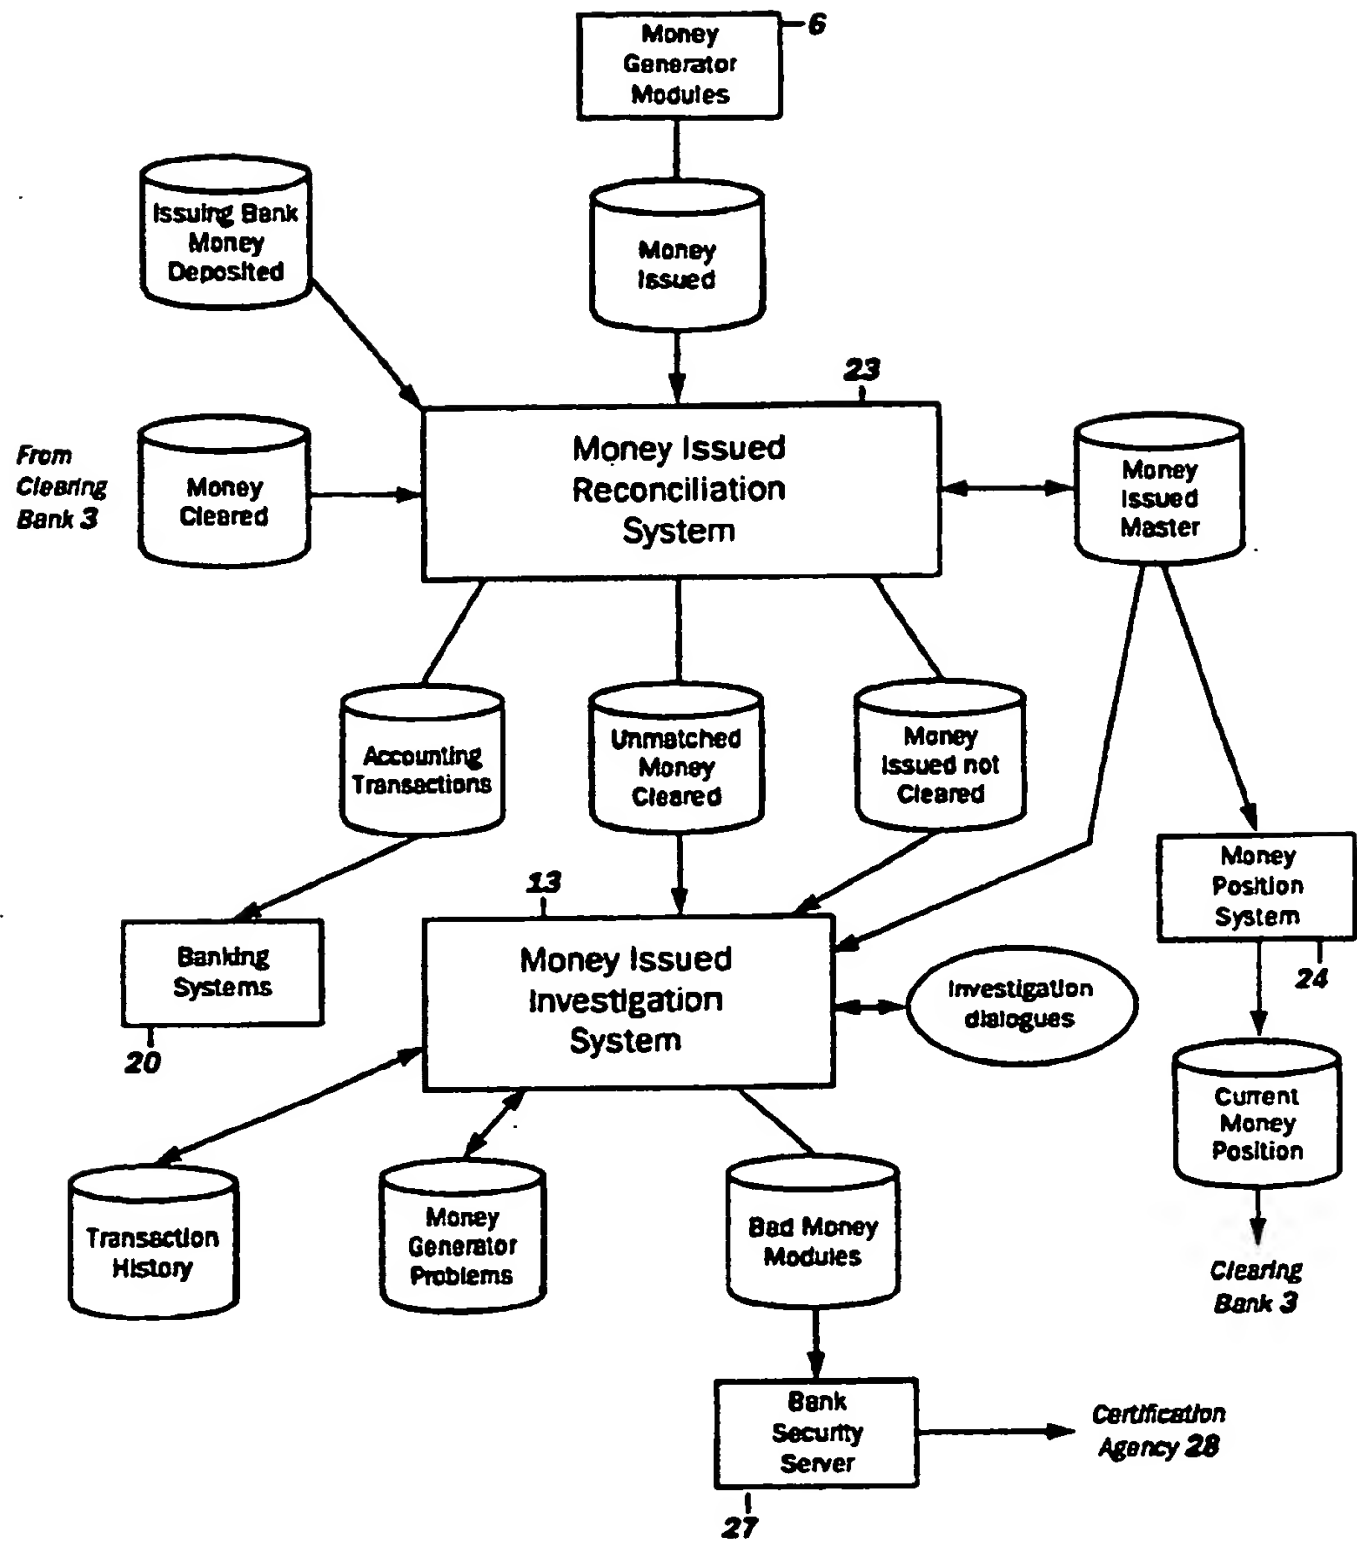 Money
Generator
Modules
6
Issuing Bank
Money
Deposited
Money
Issued
23
From
Clearing
Bank 3
Money
Cleared
Money Issued
Reconciliation
System
Money
Issued
Master
Accounting
Transactions
Unmatched
Money
Cleared
Money
Issued not
Cleared
Money
Position
System
24
13
Banking
Systems
20
Money Issued
Investigation
System
Investigation
dialogues
Current
Money
Position
Clearing
Bank 3
Transaction
History
Money
Generator
Problems
Bad Money
Modules
Bank
Security
Server
27
Certification
Agency 28